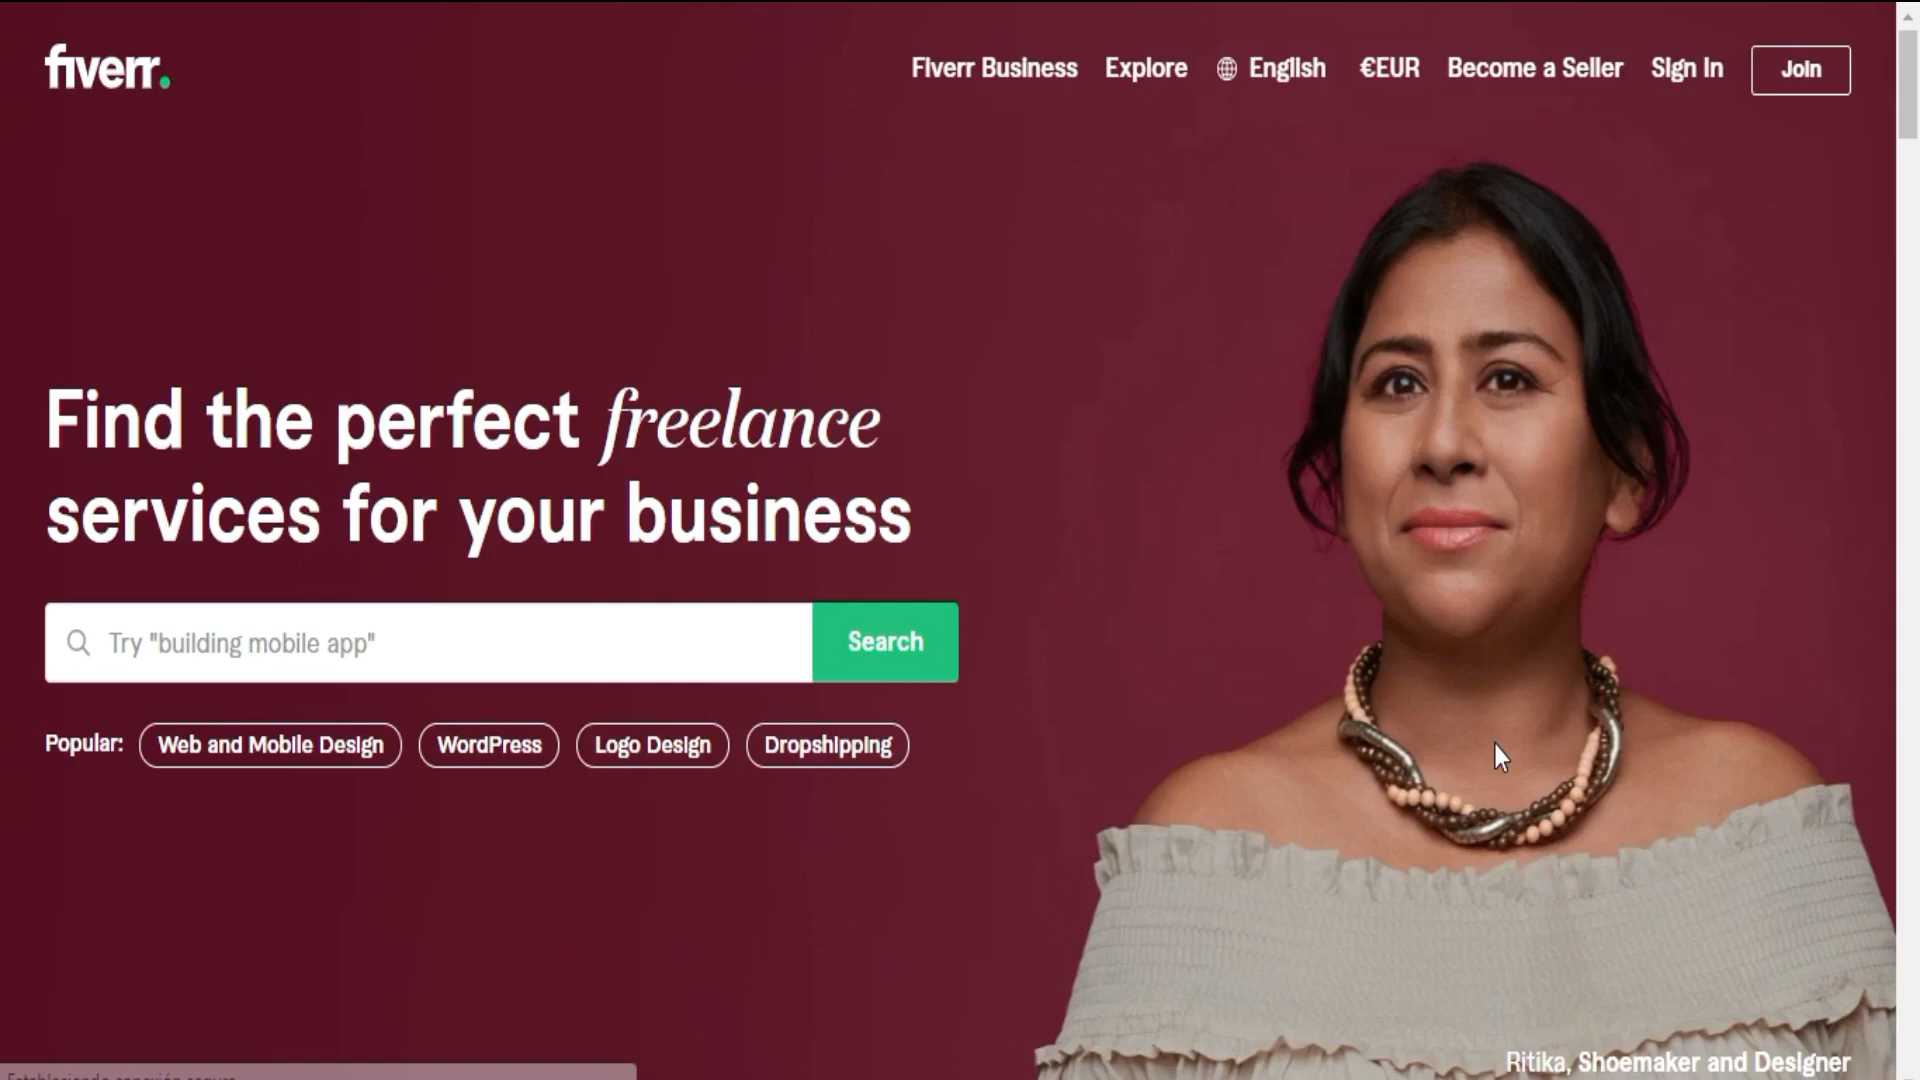 fiverr.
Fiverr Business Explore English €EUR Become a Seller Sign In Join
Find the perfect freelance
services for your business
Try "building mobile app"
Search
Popular: Web and Mobile Design WordPress Logo Design Dropshipping
Ritika, Shoemaker and Designer